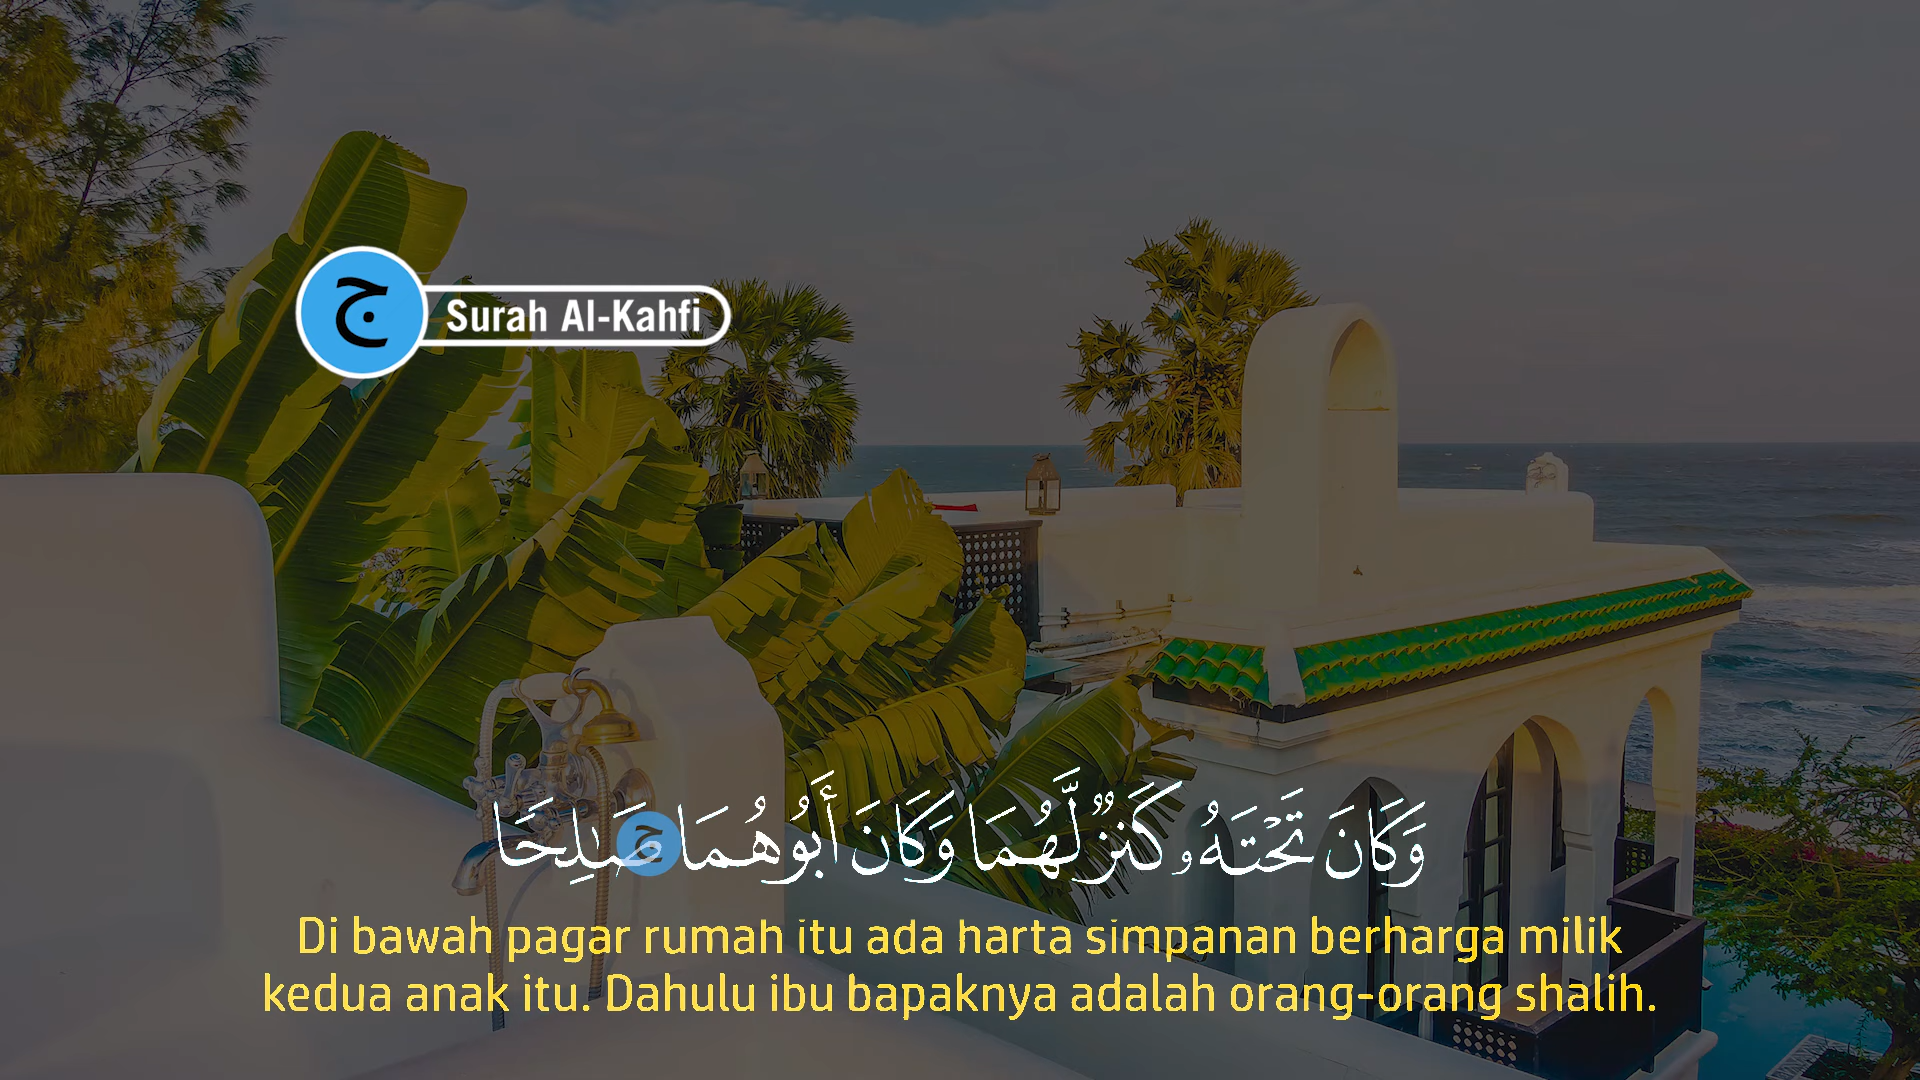 ج
Surah Al-Kahfi
وَكَانَ تَحْتَهُۥ كَنزٌ لَّهُمَا وَكَانَ أَبُوهُمَا صَـٰلِحًا
ج
Di bawah pagar rumah itu ada harta simpanan berharga milik
kedua anak itu. Dahulu ibu bapaknya adalah orang-orang shalih.